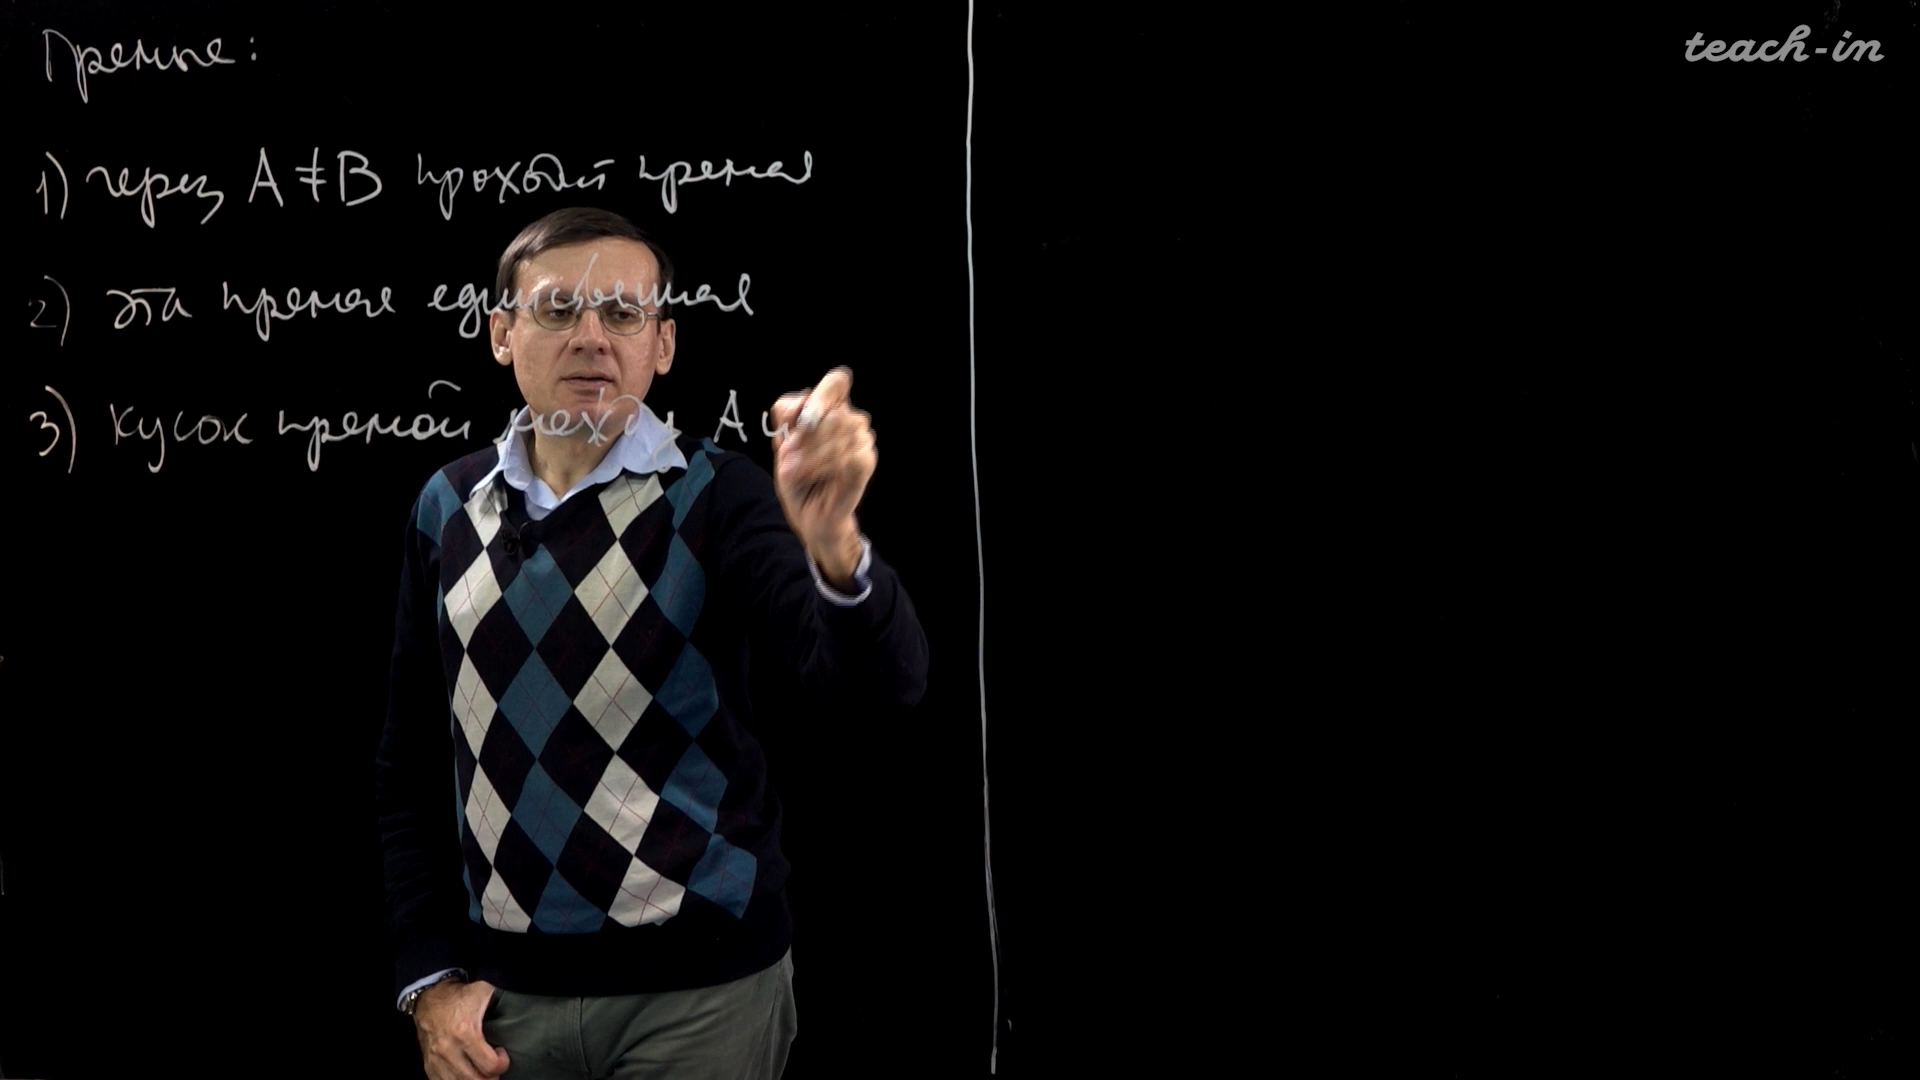 Прямые:
teach-in
1) через A ≠ B проходит прямая
2) эта прямая единственная
3) кусок прямой между A и